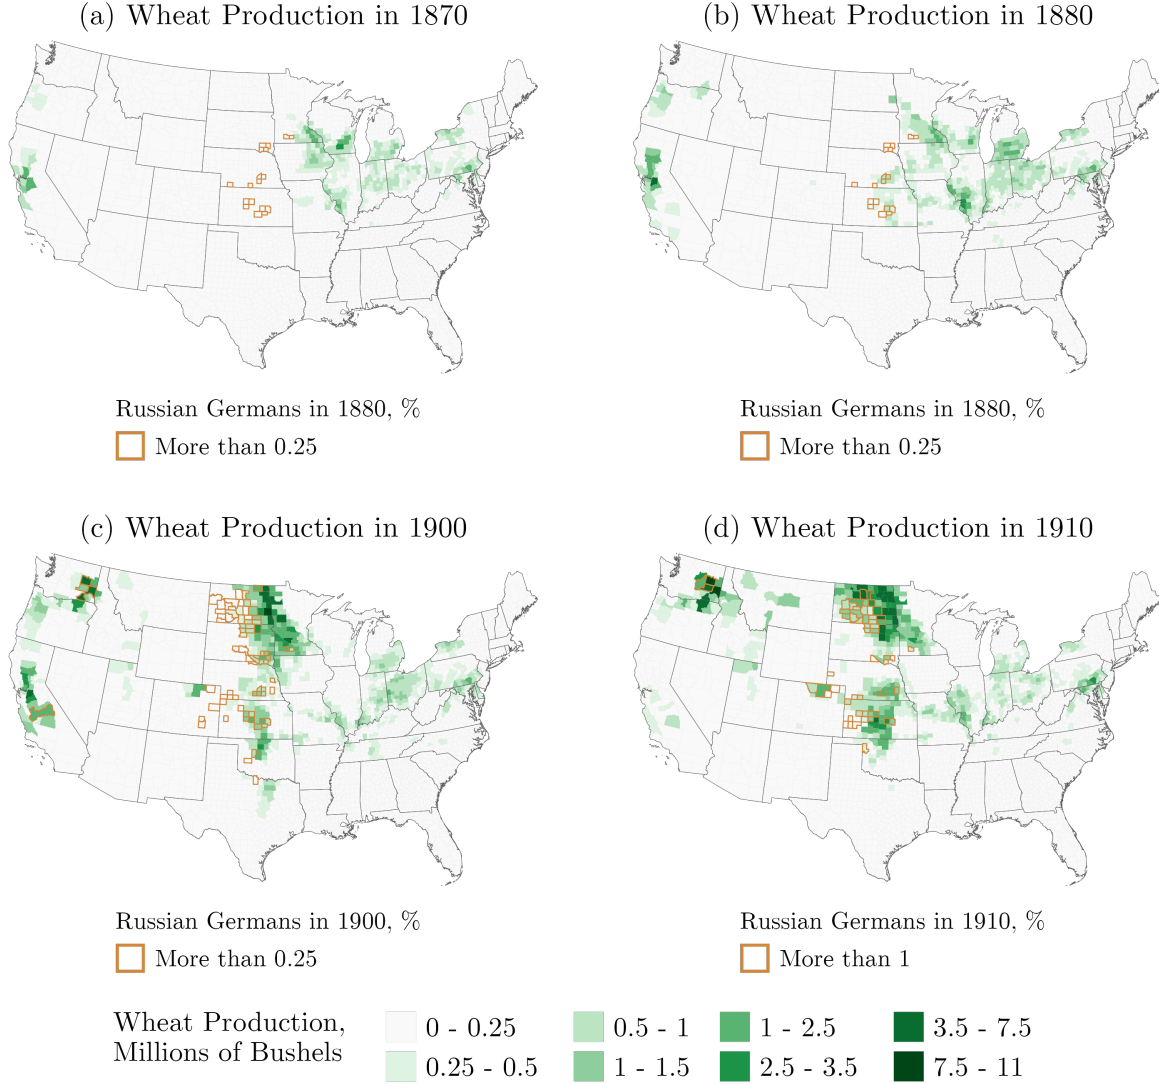 (a) Wheat Production in 1870
(b) Wheat Production in 1880
Russian Germans in 1880, %
More than 0.25
Russian Germans in 1880, %
More than 0.25
(c) Wheat Production in 1900
(d) Wheat Production in 1910
Russian Germans in 1900, %
More than 0.25
Russian Germans in 1910, %
More than 1
Wheat Production,
Millions of Bushels
0 - 0.25
0.25 - 0.5
0.5 - 1
1 - 1.5
1 - 2.5
2.5 - 3.5
3.5 - 7.5
7.5 - 11